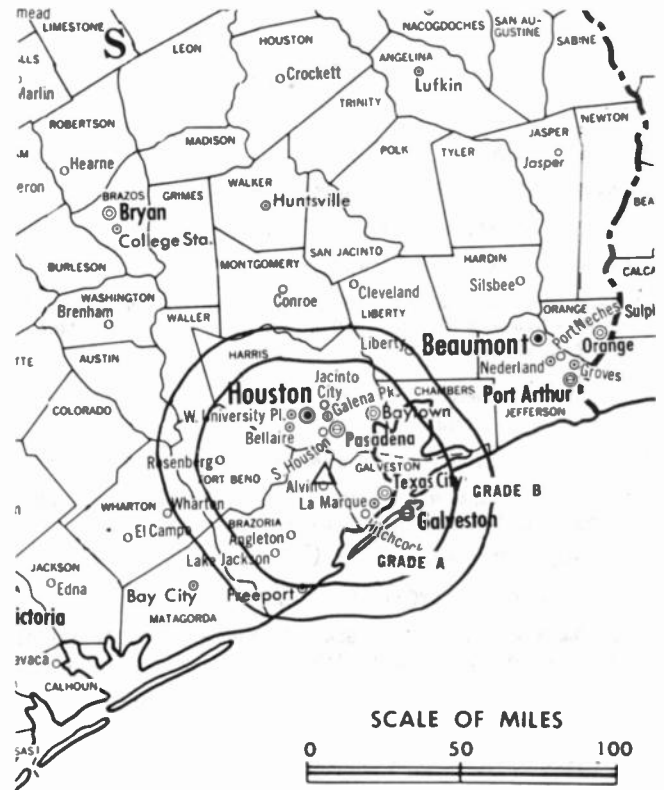 LIMESTONE
S
LEON
HOUSTON
Crockett
NACOGDOCHES
SAN AU-
GUSTINE
SABINE
ANGELINA
Lufkin
Marlin
ROBERTSON
Hearne
MADISON
TRINITY
POLK
TYLER
JASPER
Jasper
NEWTON
BRAZOS
Bryan
College Sta.
GRIMES
WALKER
Huntsville
BURLESON
WASHINGTON
Brenham
MONTGOMERY
Conroe
SAN JACINTO
Cleveland
LIBERTY
Liberty
HARDIN
Silsbee
WALLER
AUSTIN
COLORADO
HARRIS
Houston
Jacinto
City
Galena Pk.
W. University Pl.
Bellaire
S Houston
Pasadena
Baytown
CHAMBERS
Beaumont
ORANGE
Port Neches
Orange
Nederland
Groves
Port Arthur
JEFFERSON
Rosenberg
FORT BEND
Alvin
GALVESTON
Texas City
La Marque
Hitchcock
Galveston
GRADE B
GRADE A
WHARTON
Wharton
El Campo
BRAZORIA
Angleton
Lake Jackson
Freeport
JACKSON
Edna
Bay City
MATAGORDA
CALHOUN
SCALE OF MILES
0 50 100